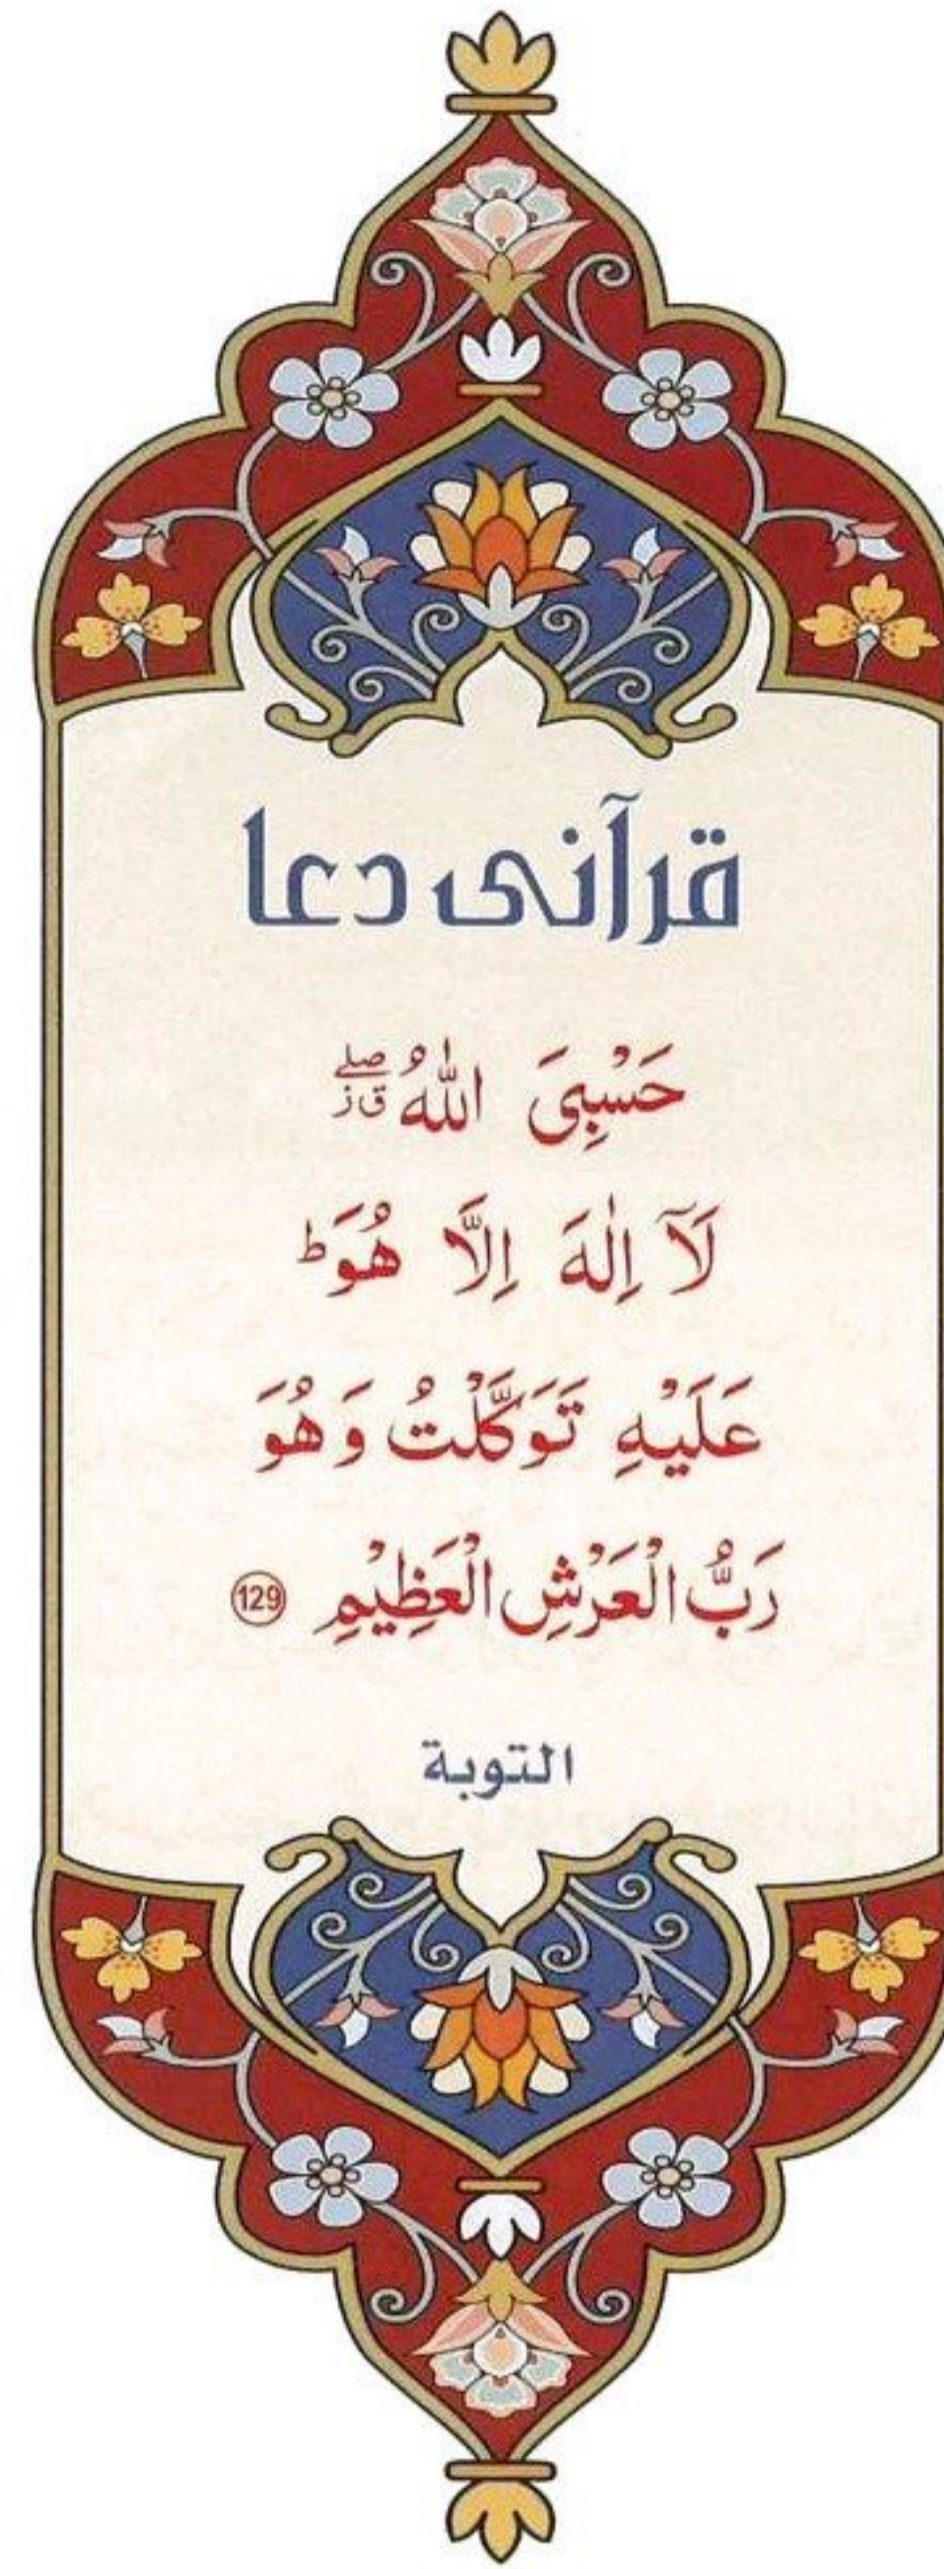 قرآنی دعا
حَسْبِیَ اللّٰهُ ۖق ز
لَآ اِلٰهَ اِلَّا هُوَ ؕ
عَلَیْهِ تَوَكَّلْتُ وَهُوَ
رَبُّ الْعَرْشِ الْعَظِیْمِ 129
التوبة